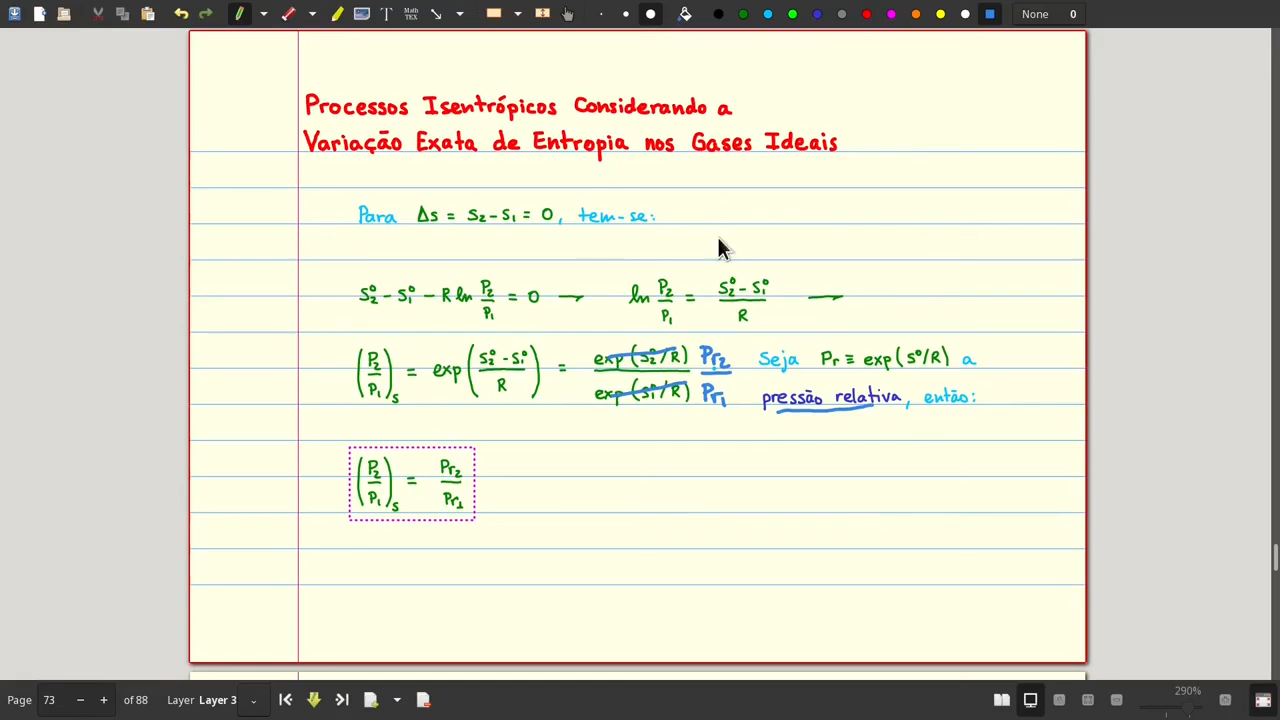 None 0
Processos Isentrópicos Considerando a
Variação Exata de Entropia nos Gases Ideais
Para Δs = s₂ - s₁ = 0, tem-se:
s₂° - s₁° - R ln P₂/P₁ = 0 → ln P₂/P₁ = (s₂° - s₁°)/R →
(P₂/P₁)ₛ = exp((s₂° - s₁°)/R) = exp(s₂°/R)/exp(s₁°/R) Pr₂/Pr₁ Seja Pr ≡ exp(s°/R) a
pressão relativa, então:
(P₂/P₁)ₛ = Pr₂/Pr₁
Page 73 of 88 Layer Layer 3 290%